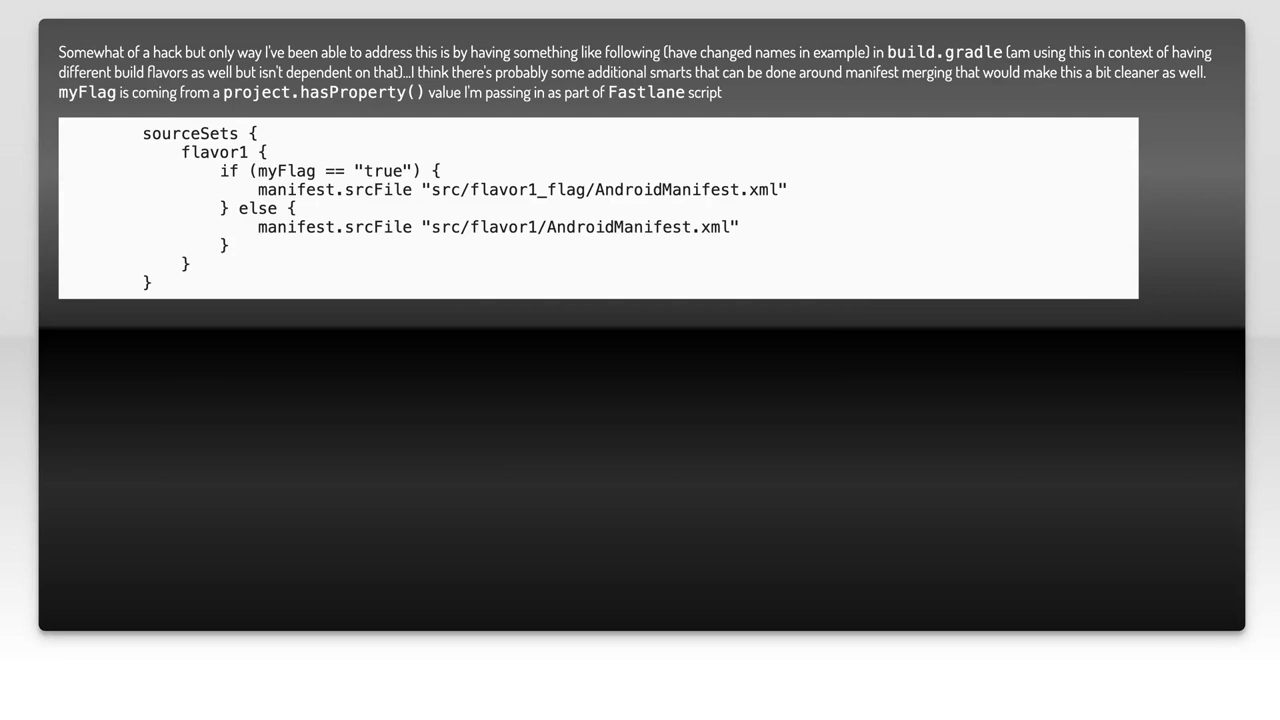 Somewhat of a hack but only way I've been able to address this is by having something like following (have changed names in example) in build.gradle (am using this in context of having
different build flavors as well but isn't dependent on that)...I think there's probably some additional smarts that can be done around manifest merging that would make this a bit cleaner as well.
myFlag is coming from a project.hasProperty() value I'm passing in as part of Fastlane script
sourceSets {
flavor1 {
if (myFlag == "true") {
manifest.srcFile "src/flavor1_flag/AndroidManifest.xml"
} else {
manifest.srcFile "src/flavor1/AndroidManifest.xml"
}
}
}